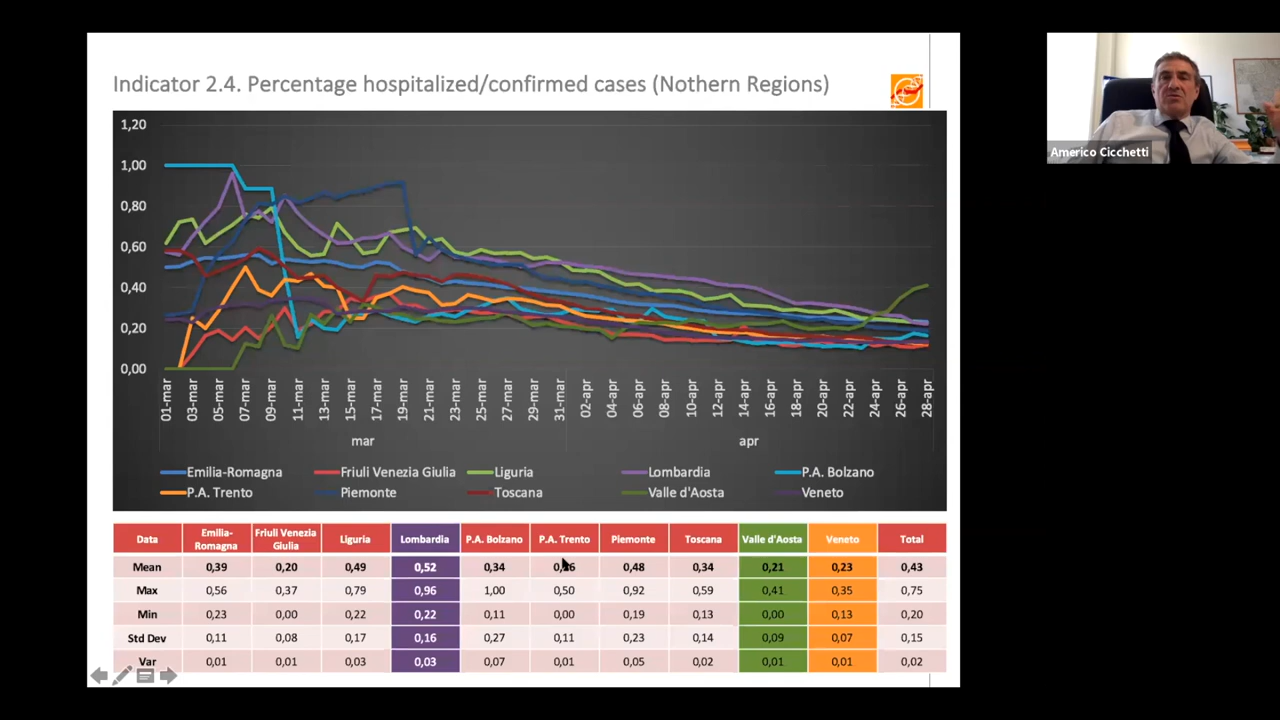 Indicator 2.4. Percentage hospitalized/confirmed cases (Nothern Regions)
Americo Cicchetti
1,20
1,00
0,80
0,60
0,40
0,20
0,00
01-mar 03-mar 05-mar 07-mar 09-mar 11-mar 13-mar 15-mar 17-mar 19-mar 21-mar 23-mar 25-mar 27-mar 29-mar 31-mar 02-apr 04-apr 06-apr 08-apr 10-apr 12-apr 14-apr 16-apr 18-apr 20-apr 22-apr 24-apr 26-apr 28-apr
mar apr
Emilia-Romagna Friuli Venezia Giulia Liguria Lombardia P.A. Bolzano
P.A. Trento Piemonte Toscana Valle d'Aosta Veneto
Data Emilia-Romagna Friuli Venezia Giulia Liguria Lombardia P.A. Bolzano P.A. Trento Piemonte Toscana Valle d'Aosta Veneto Total
Mean 0,39 0,20 0,49 0,52 0,34 0,48 0,34 0,21 0,23 0,43
Max 0,56 0,37 0,79 0,96 1,00 0,50 0,92 0,59 0,41 0,35 0,75
Min 0,23 0,00 0,22 0,22 0,11 0,00 0,19 0,13 0,00 0,13 0,20
Std Dev 0,11 0,08 0,17 0,16 0,27 0,11 0,23 0,14 0,09 0,07 0,15
Var 0,01 0,01 0,03 0,03 0,07 0,01 0,05 0,02 0,01 0,01 0,02